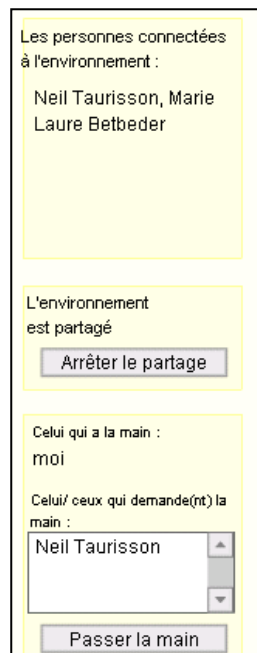 Les personnes connectées
à l'environnement :
Neil Taurisson, Marie
Laure Betbeder
L'environnement
est partagé
Arrêter le partage
Celui qui a la main :
moi
Celui/ ceux qui demande(nt) la
main :
Neil Taurisson
Passer la main